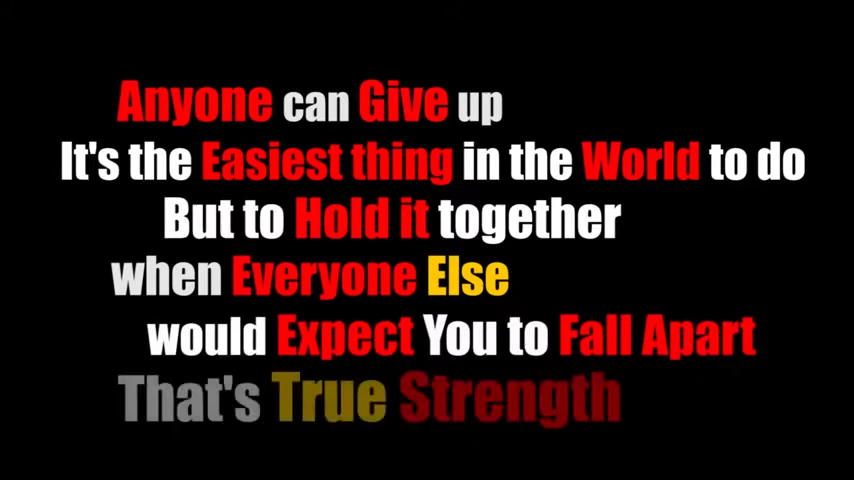 Anyone can Give up
It's the Easiest thing in the World to do
But to Hold it together
when Everyone Else
would Expect You to Fall Apart
That's True Strength